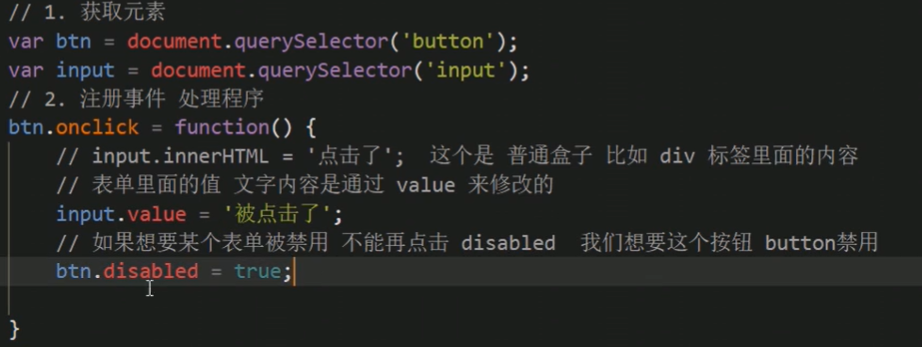 // 1. 获取元素
var btn = document.querySelector('button');
var input = document.querySelector('input');
// 2. 注册事件 处理程序
btn.onclick = function() {
// input.innerHTML = '点击了';  这个是 普通盒子 比如 div 标签里面的内容
// 表单里面的值 文字内容是通过 value 来修改的
input.value = '被点击了';
// 如果想要某个表单被禁用 不能再点击 disabled  我们想要这个按钮 button禁用
btn.disabled = true;
}